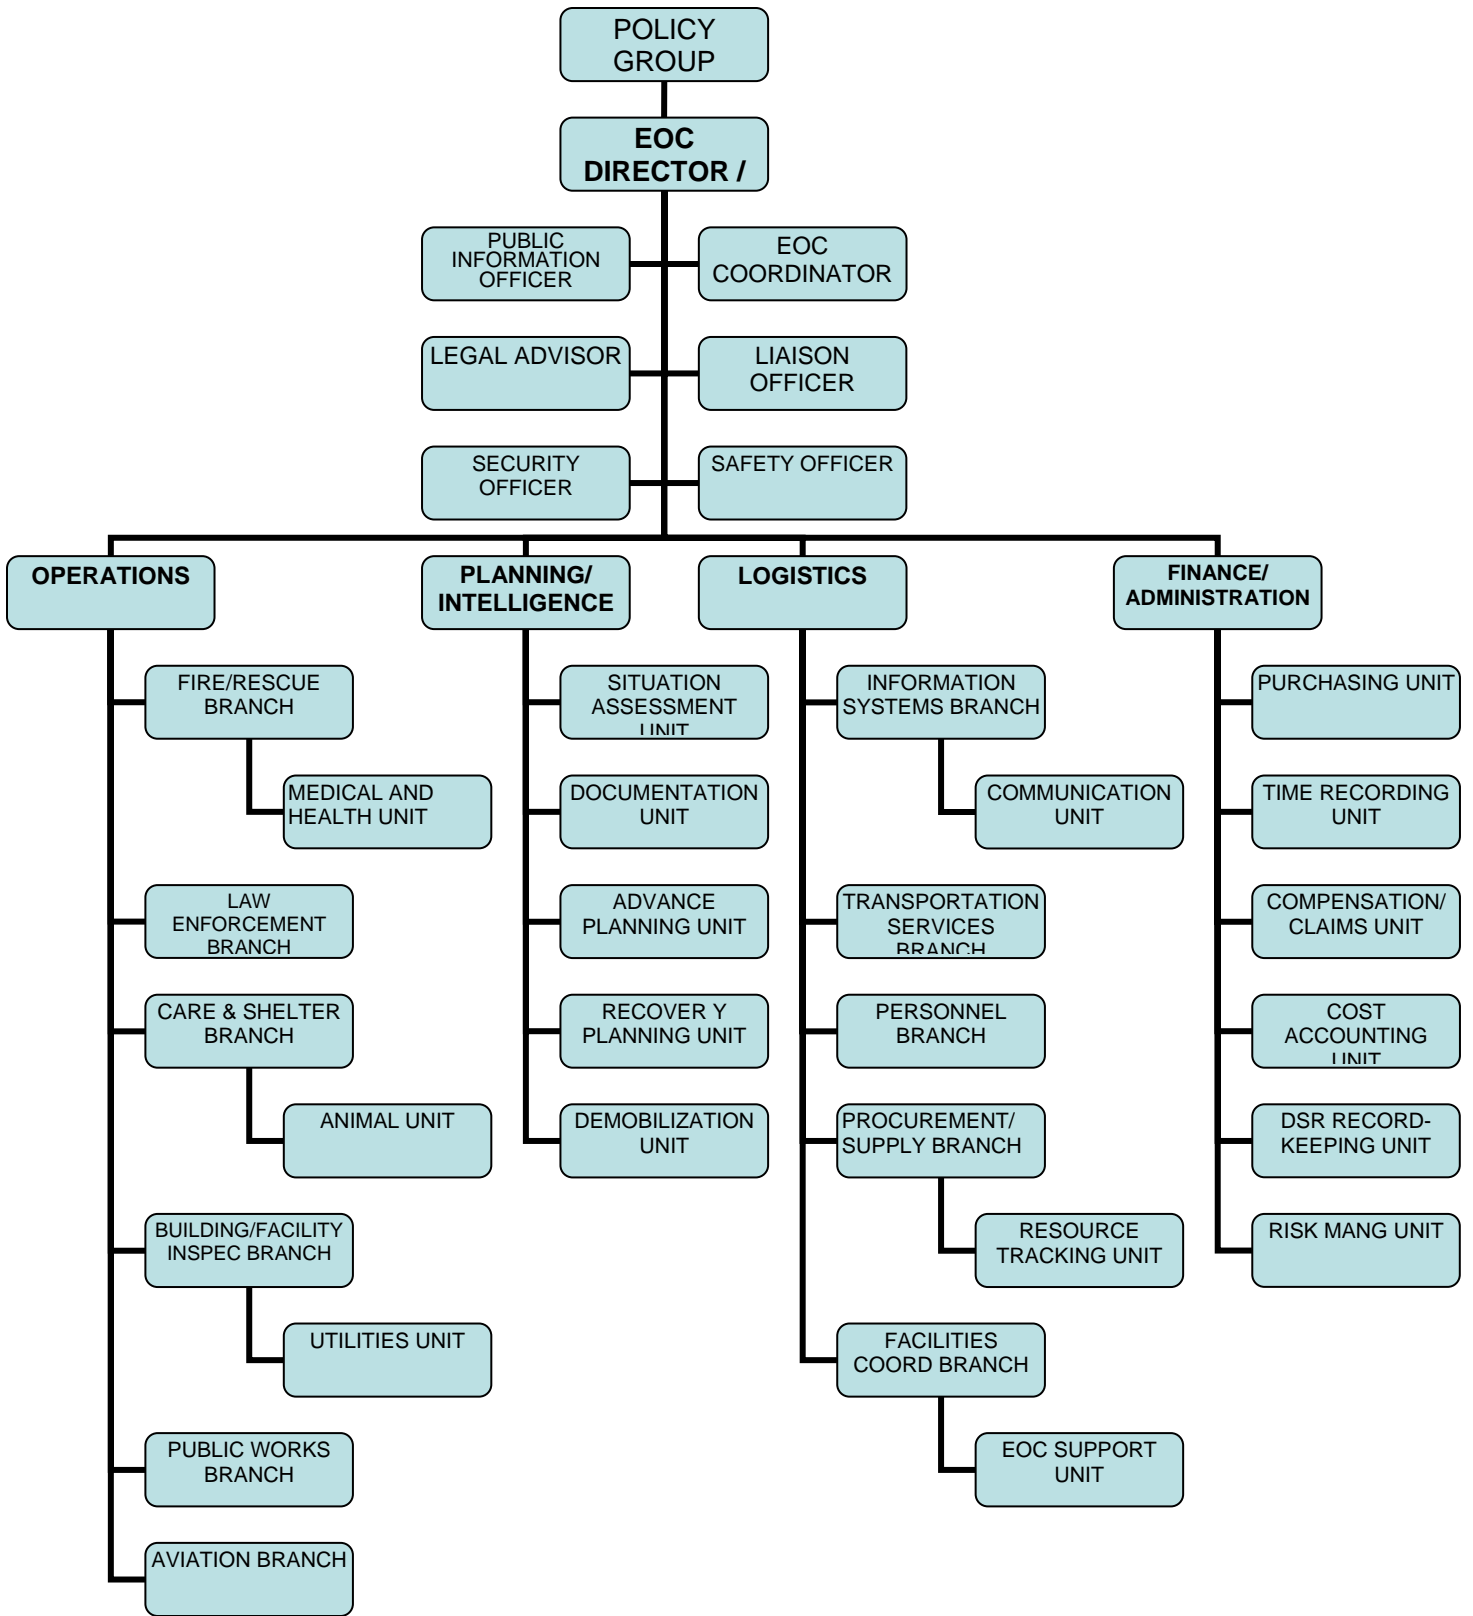 POLICY
GROUP
EOC
DIRECTOR /
PUBLIC
INFORMATION
OFFICER
EOC
COORDINATOR
LEGAL ADVISOR
LIAISON
OFFICER
SECURITY
OFFICER
SAFETY OFFICER
OPERATIONS
PLANNING/
INTELLIGENCE
LOGISTICS
FINANCE/
ADMINISTRATION
FIRE/RESCUE
BRANCH
MEDICAL AND
HEALTH UNIT
LAW
ENFORCEMENT
BRANCH
CARE & SHELTER
BRANCH
ANIMAL UNIT
BUILDING/FACILITY
INSPEC BRANCH
UTILITIES UNIT
PUBLIC WORKS
BRANCH
AVIATION BRANCH
SITUATION
ASSESSMENT
UNIT
DOCUMENTATION
UNIT
ADVANCE
PLANNING UNIT
RECOVER Y
PLANNING UNIT
DEMOBILIZATION
UNIT
INFORMATION
SYSTEMS BRANCH
COMMUNICATION
UNIT
TRANSPORTATION
SERVICES
BRANCH
PERSONNEL
BRANCH
PROCUREMENT/
SUPPLY BRANCH
RESOURCE
TRACKING UNIT
FACILITIES
COORD BRANCH
EOC SUPPORT
UNIT
PURCHASING UNIT
TIME RECORDING
UNIT
COMPENSATION/
CLAIMS UNIT
COST
ACCOUNTING
UNIT
DSR RECORD-
KEEPING UNIT
RISK MANG UNIT